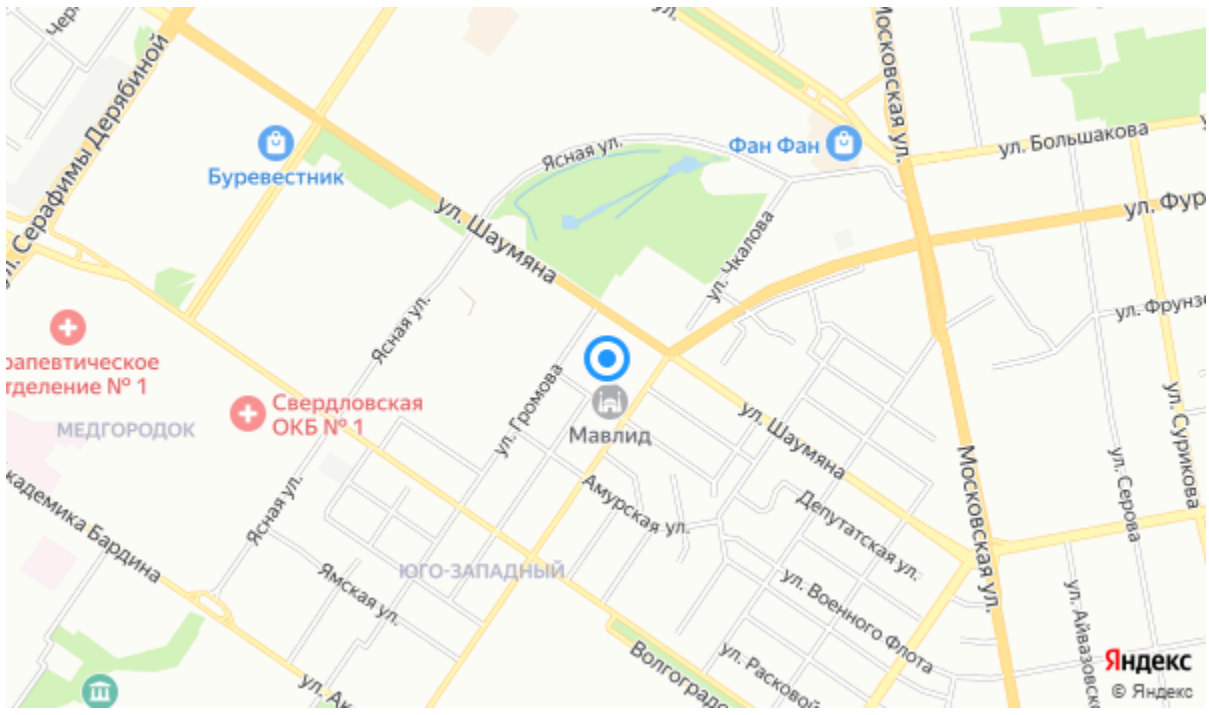 ул. Серафимы Дерябиной
Буревестник
Ясная ул.
Фан Фан
Московская ул.
ул. Большакова
ул. Шаумяна
ул. Чкалова
ул. Фур
ул. Фрунзе
Ясная ул.
рапевтическое
тделение № 1
Свердловская
ОКБ № 1
МЕДГОРОДОК
ул. Громова
Мавлид
ул. Шаумяна
ул. Сурикова
ул. Серова
Московская ул.
Ясная ул.
Амурская ул.
Депутатская ул.
кадемика Бардина
ЮГО-ЗАПАДНЫЙ
Ямская ул.
ул. Военного Флота
ул. Айвазовско
Волгоградс
ул. Расковой
ул. Ак
Яндекс
© Яндекс